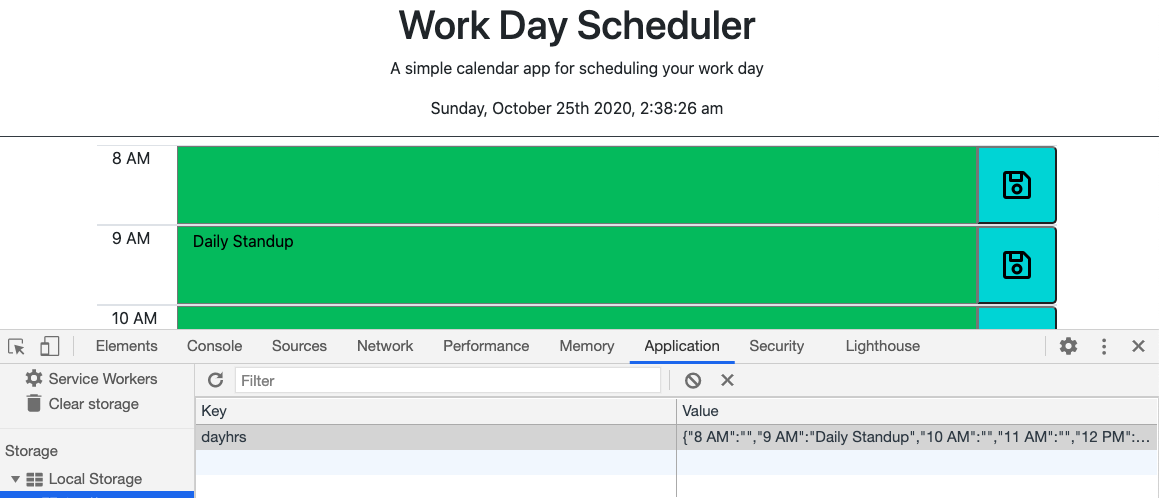 Work Day Scheduler
A simple calendar app for scheduling your work day
Sunday, October 25th 2020, 2:38:26 am
8 AM
9 AM Daily Standup
10 AM
Elements Console Sources Network Performance Memory Application Security Lighthouse
Service Workers Filter
Clear storage Key Value
dayhrs {"8 AM":"","9 AM":"Daily Standup","10 AM":"","11 AM":"","12 PM":…
Storage
Local Storage